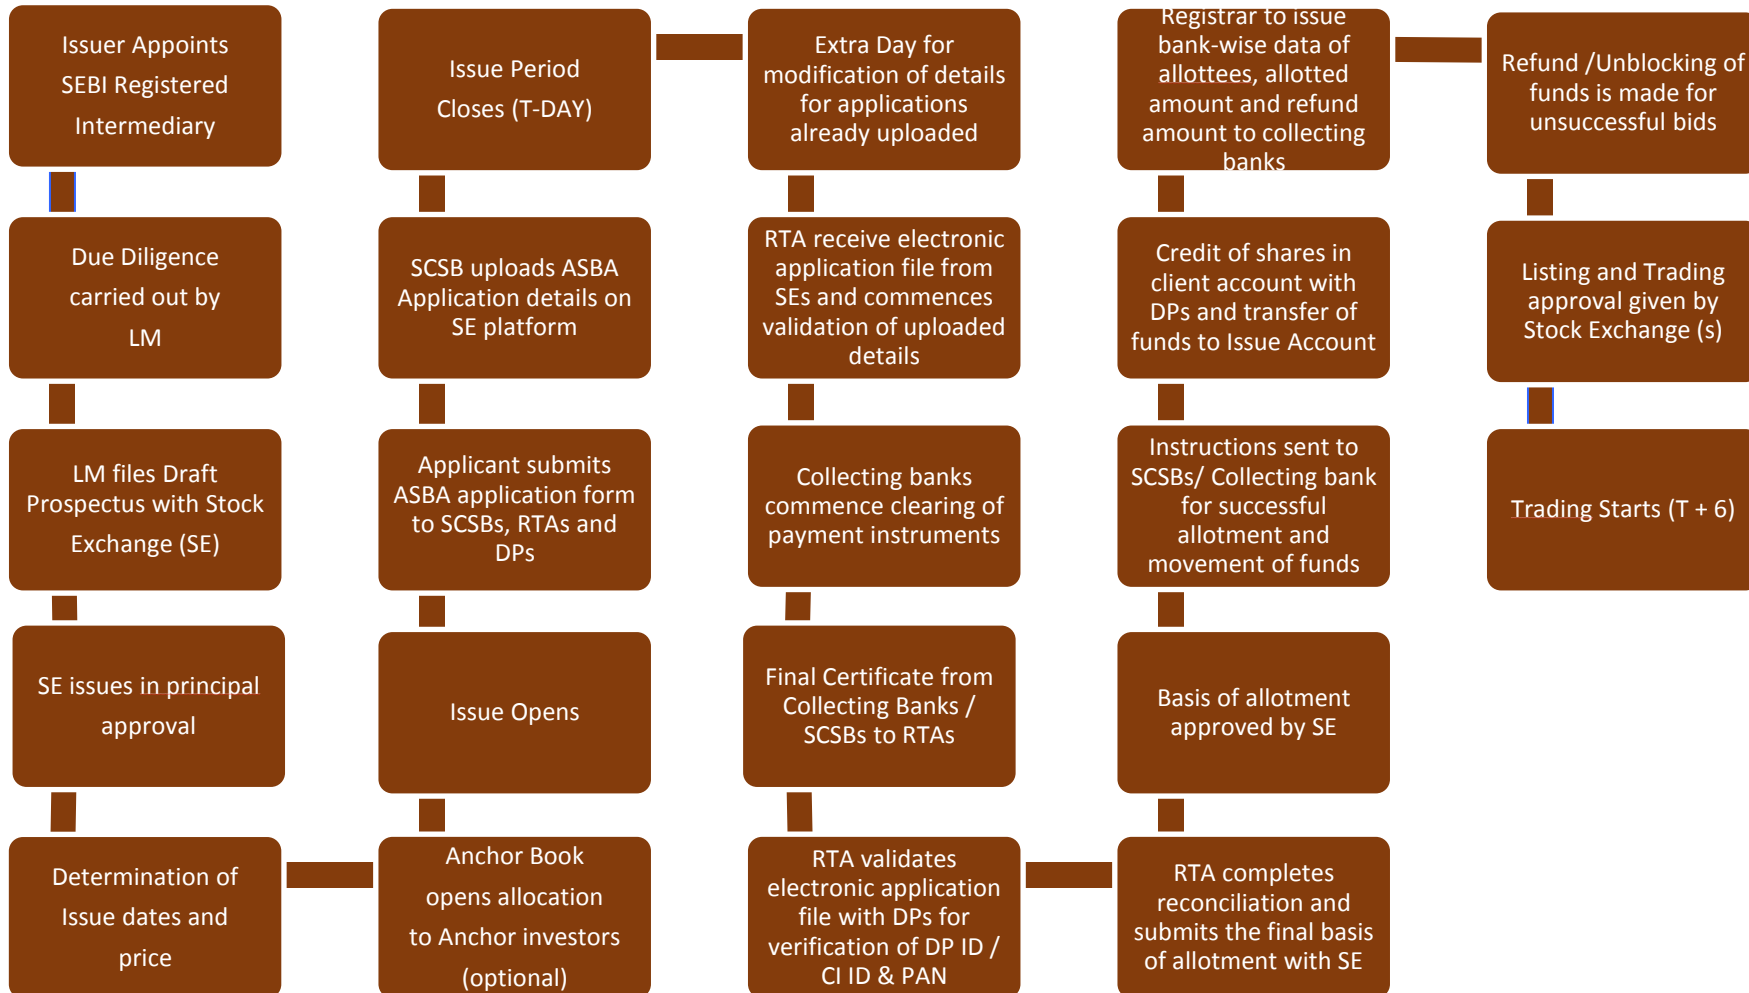 Issuer Appoints
SEBI Registered
Intermediary
Due Diligence
carried out by
LM
LM files Draft
Prospectus with Stock
Exchange (SE)
SE issues in principal
approval
Determination of
Issue dates and
price
Anchor Book
opens allocation
to Anchor investors
(optional)
Issue Opens
Applicant submits
ASBA application form
to SCSBs, RTAs and
DPs
SCSB uploads ASBA
Application details on
SE platform
Issue Period
Closes (T-DAY)
Extra Day for
modification of details
for applications
already uploaded
RTA receive electronic
application file from
SEs and commences
validation of uploaded
details
Collecting banks
commence clearing of
payment instruments
Final Certificate from
Collecting Banks /
SCSBs to RTAs
RTA validates
electronic application
file with DPs for
verification of DP ID /
CI ID & PAN
RTA completes
reconciliation and
submits the final basis
of allotment with SE
Basis of allotment
approved by SE
Instructions sent to
SCSBs/ Collecting bank
for successful
allotment and
movement of funds
Credit of shares in
client account with
DPs and transfer of
funds to Issue Account
Registrar to issue
bank-wise data of
allottees, allotted
amount and refund
amount to collecting
banks
Refund /Unblocking of
funds is made for
unsuccessful bids
Listing and Trading
approval given by
Stock Exchange (s)
Trading Starts (T + 6)